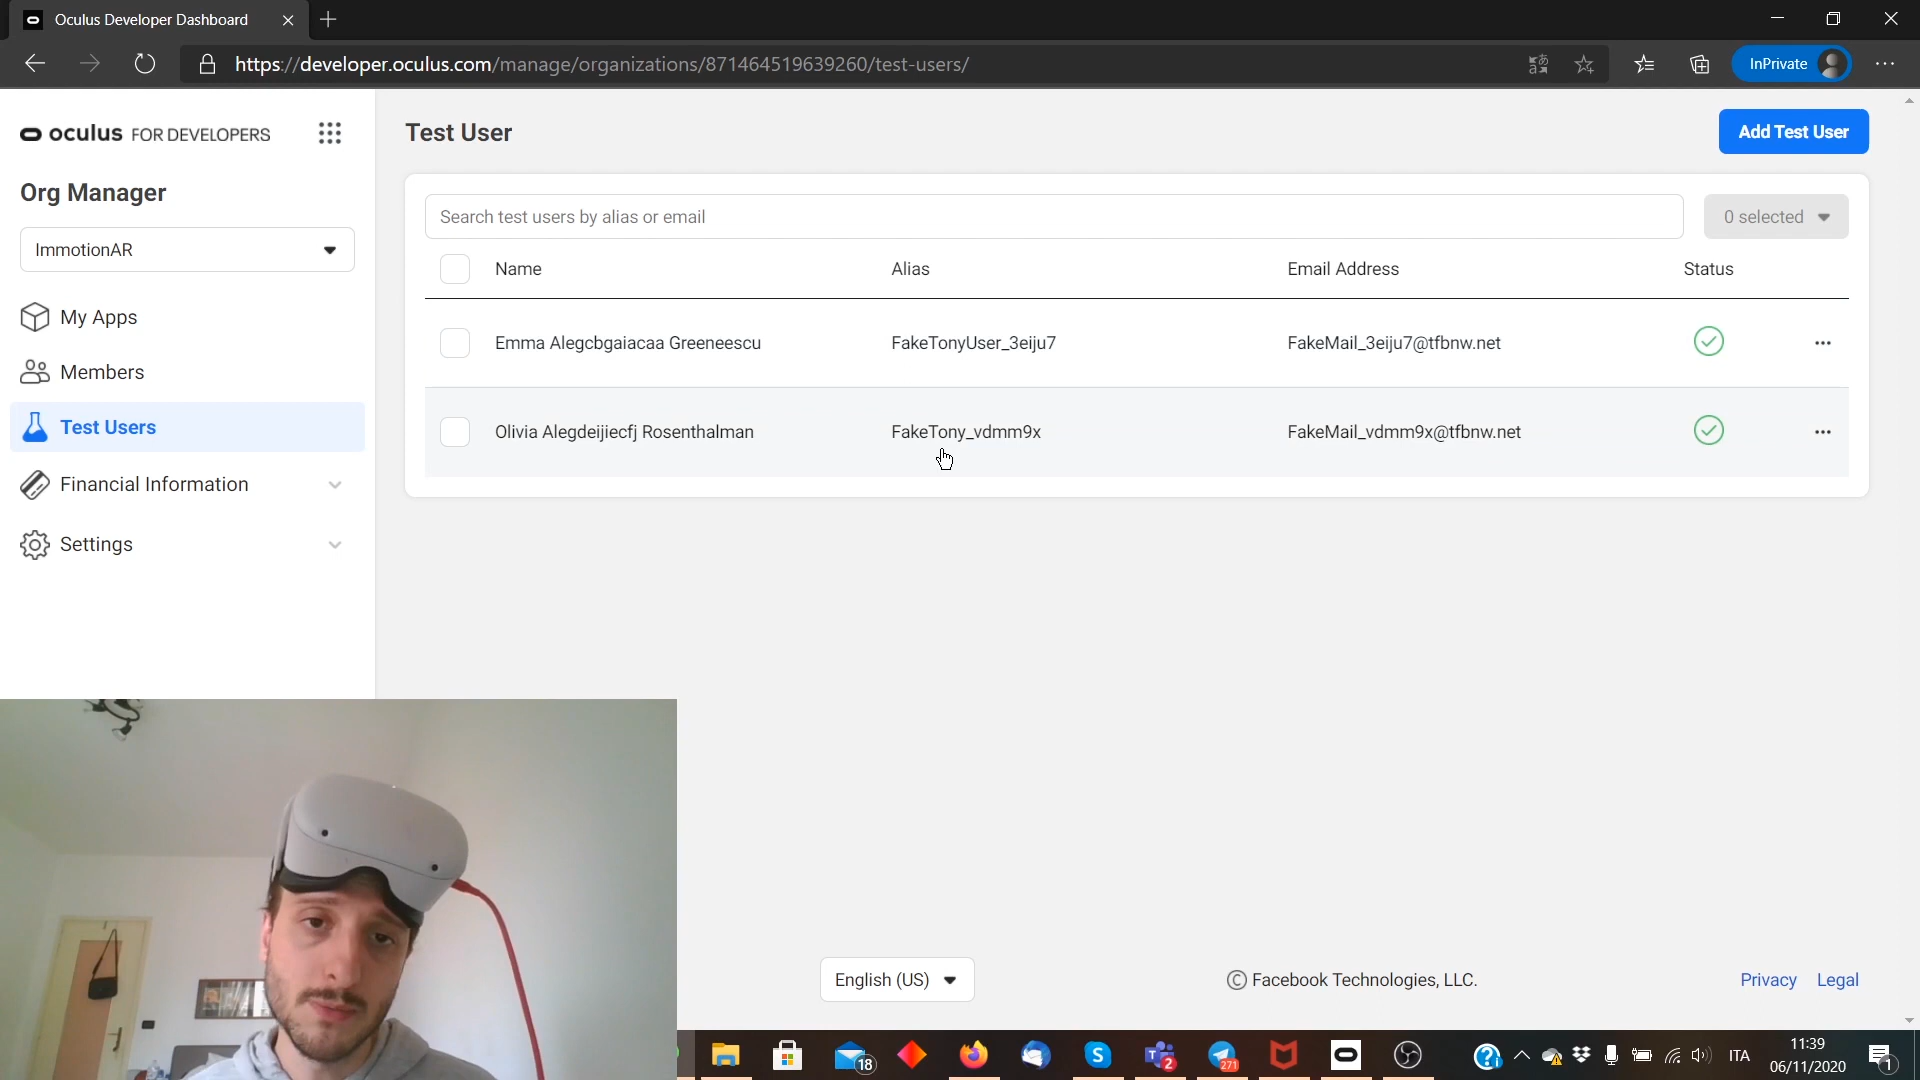 Oculus Developer Dashboard
https://developer.oculus.com/manage/organizations/871464519639260/test-users/
InPrivate
oculus FOR DEVELOPERS
Org Manager
ImmotionAR
My Apps
Members
Test Users
Financial Information
Settings
Test User
Add Test User
Search test users by alias or email
0 selected
Name Alias Email Address Status
Emma Alegcbgaiacaa Greeneescu FakeTonyUser_3eiju7 FakeMail_3eiju7@tfbnw.net
Olivia Alegdeijiecfj Rosenthalman FakeTony_vdmm9x FakeMail_vdmm9x@tfbnw.net
English (US)
© Facebook Technologies, LLC.
Privacy Legal
18
2
271
ITA
11:39
06/11/2020
1